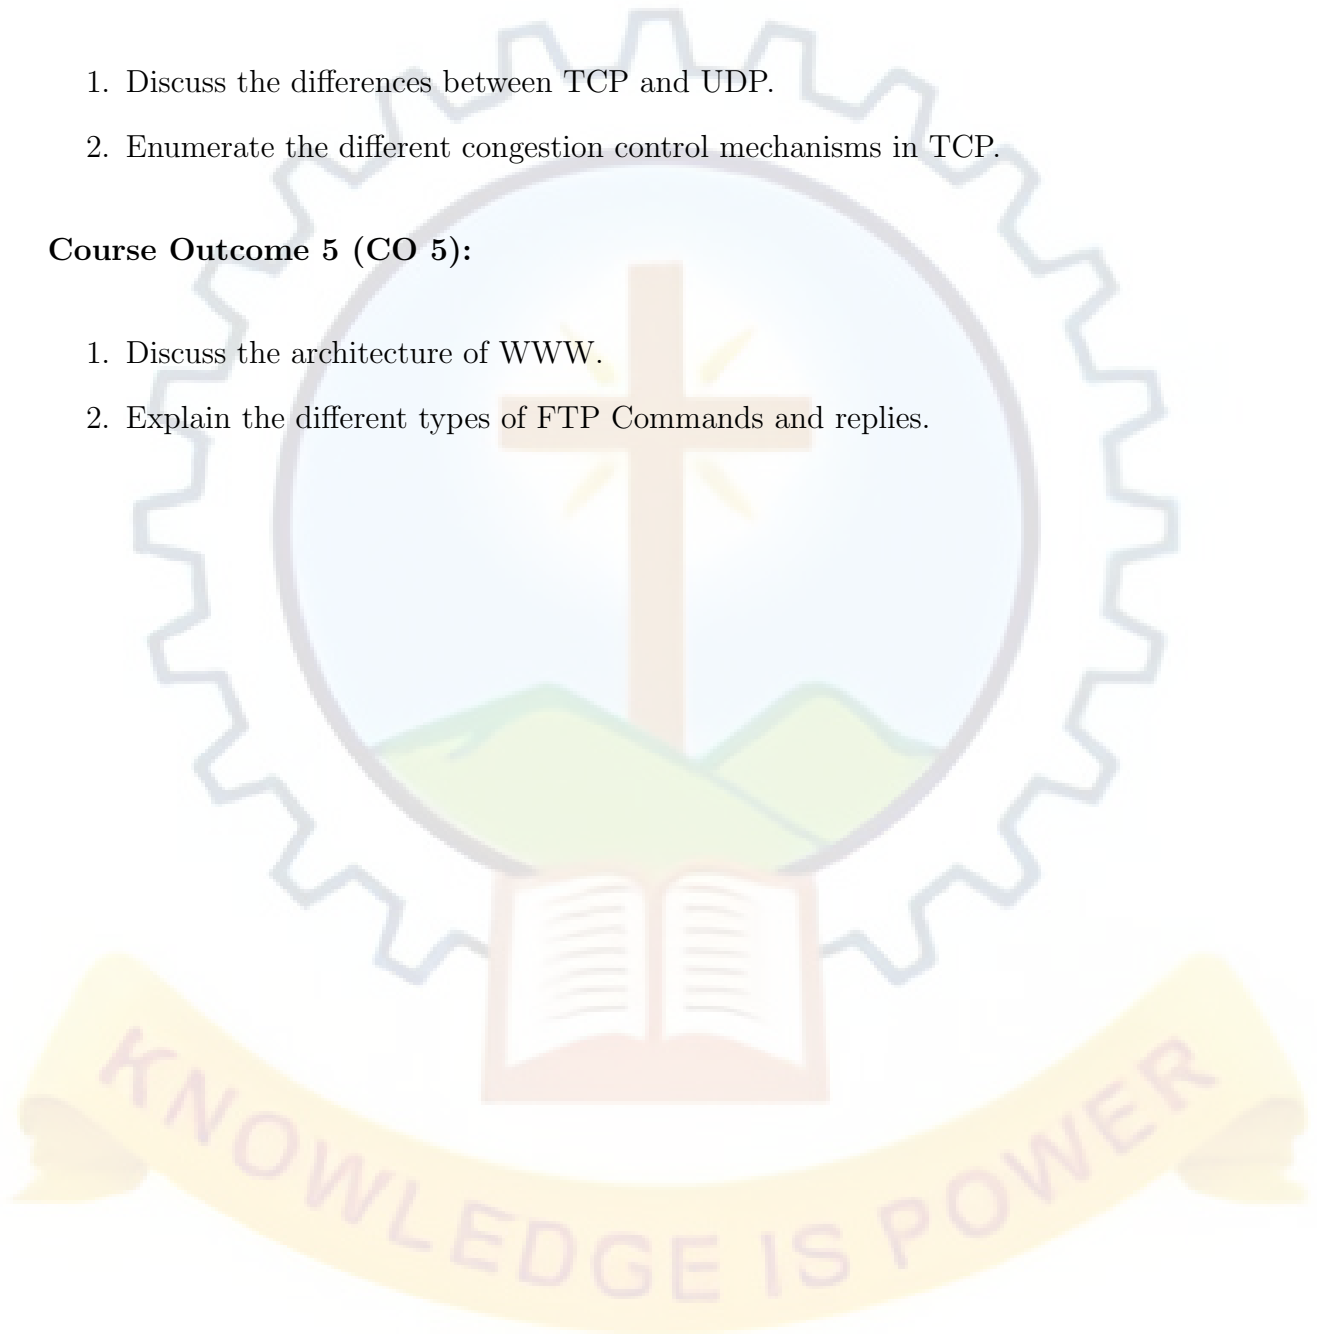 1. Discuss the differences between TCP and UDP.
2. Enumerate the different congestion control mechanisms in TCP.
Course Outcome 5 (CO 5):
1. Discuss the architecture of WWW.
2. Explain the different types of FTP Commands and replies.
KNOWLEDGE IS POWER